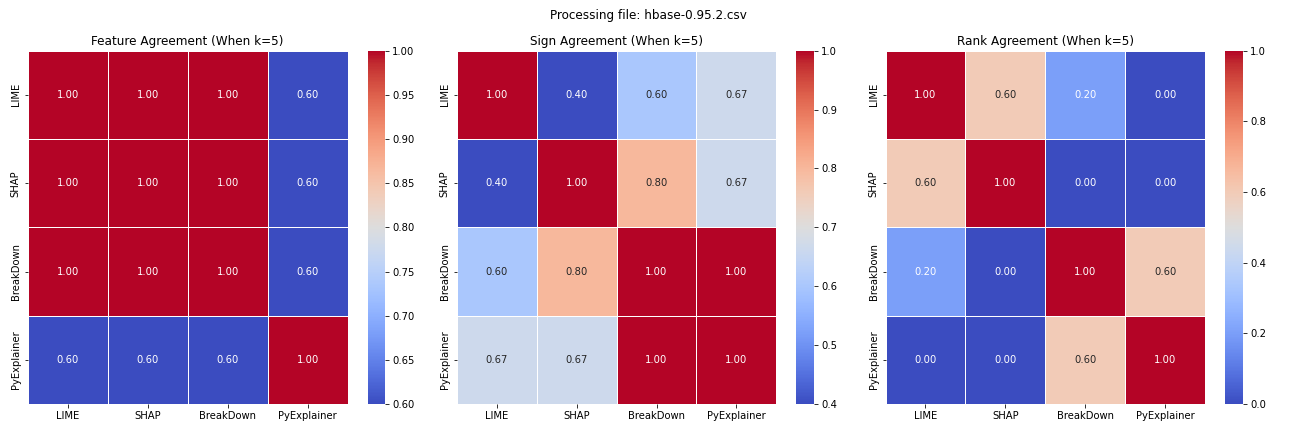 Processing file: hbase-0.95.2.csv
Feature Agreement (When k=5)
LIME
SHAP
BreakDown
PyExplainer
1.00 1.00 1.00 0.60
1.00 1.00 1.00 0.60
1.00 1.00 1.00 0.60
0.60 0.60 0.60 1.00
LIME SHAP BreakDown PyExplainer
1.00
0.95
0.90
0.85
0.80
0.75
0.70
0.65
0.60
Sign Agreement (When k=5)
LIME
SHAP
BreakDown
PyExplainer
1.00 0.40 0.60 0.67
0.40 1.00 0.80 0.67
0.60 0.80 1.00 1.00
0.67 0.67 1.00 1.00
LIME SHAP BreakDown PyExplainer
1.0
0.9
0.8
0.7
0.6
0.5
0.4
Rank Agreement (When k=5)
LIME
SHAP
BreakDown
PyExplainer
1.00 0.60 0.20 0.00
0.60 1.00 0.00 0.00
0.20 0.00 1.00 0.60
0.00 0.00 0.60 1.00
LIME SHAP BreakDown PyExplainer
1.0
0.8
0.6
0.4
0.2
0.0